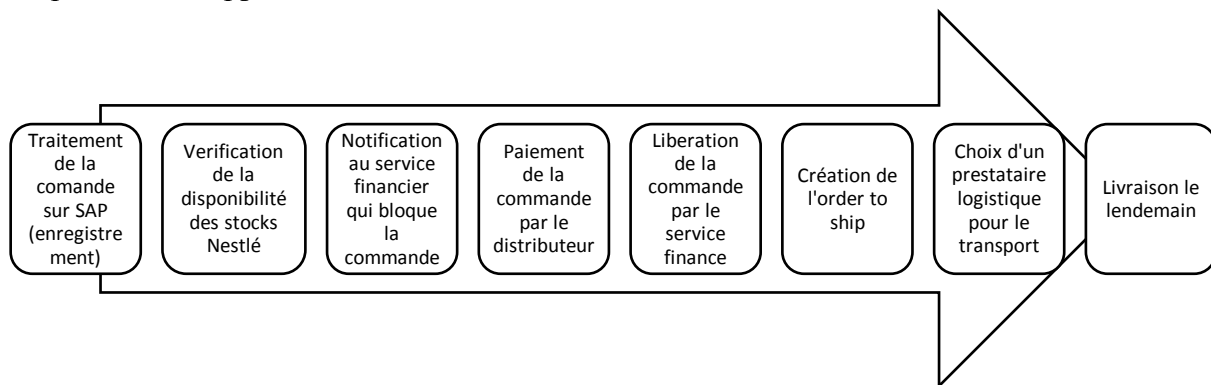 Traitement
de la
comande
sur SAP
(enregistre
ment)
Verification
de la
disponibilité
des stocks
Nestlé
Notification
au service
financier
qui bloque
la
commande
Paiement
de la
commande
par le
distributeur
Liberation
de la
commande
par le
service
finance
Création de
l'order to
ship
Choix d'un
prestataire
logistique
pour le
transport
Livraison le
lendemain